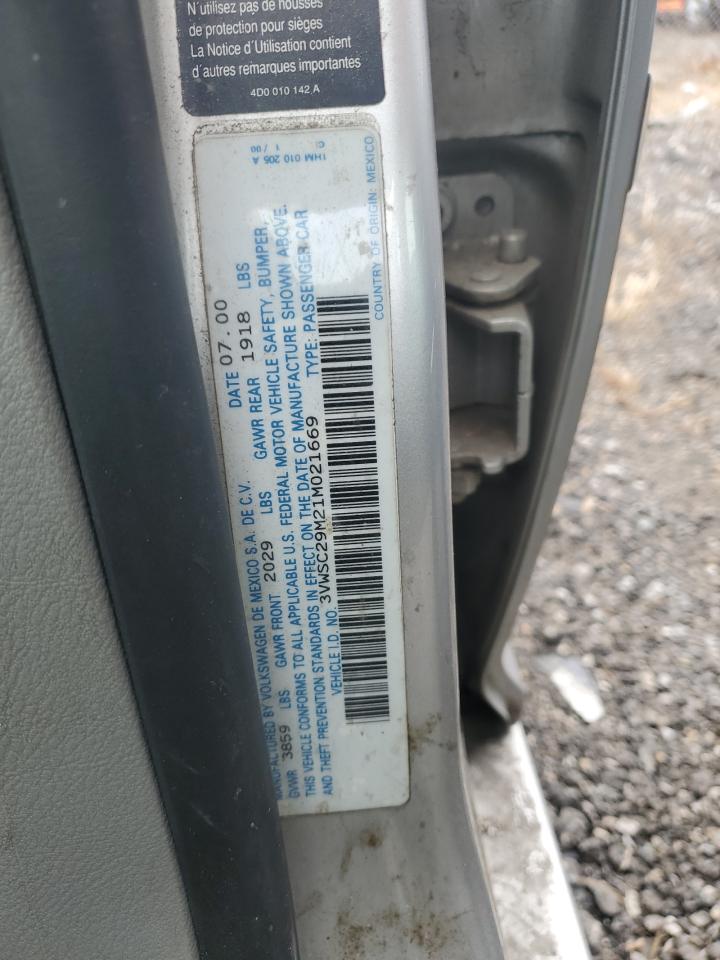 N´utilisez pas de housses
de protection pour sièges
La Notice d´Utilisation contient
d´autres remarques importantes
4D0 010 142 A
MANUFACTURED BY VOLKSWAGEN DE MEXICO S.A. DE C.V. DATE 07.00
GVWR 3859 LBS GAWR FRONT 2029 LBS GAWR REAR 1918 LBS
THIS VEHICLE CONFORMS TO ALL APPLICABLE U.S. FEDERAL MOTOR VEHICLE SAFETY, BUMPER,
AND THEFT PREVENTION STANDARDS IN EFFECT ON THE DATE OF MANUFACTURE SHOWN ABOVE.
VEHICLE I.D. NO.: 3VWSC29M21M021669 TYPE: PASSENGER CAR
COUNTRY OF ORIGIN: MEXICO
1HM 010 205 A
C 1 / 00